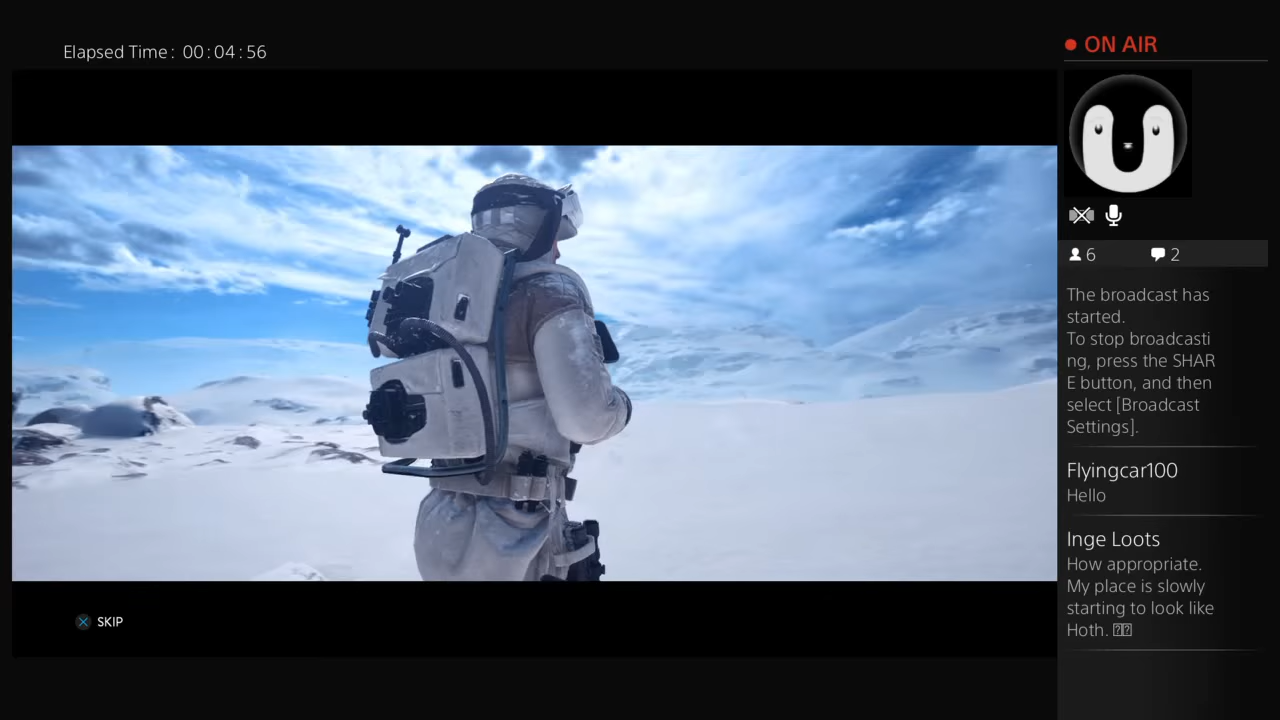 Elapsed Time: 00:04:56
ON AIR
6 2
The broadcast has
started.
To stop broadcasti
ng, press the SHAR
E button, and then
select [Broadcast
Settings].
Flyingcar100
Hello
Inge Loots
How appropriate.
My place is slowly
starting to look like
Hoth.
SKIP